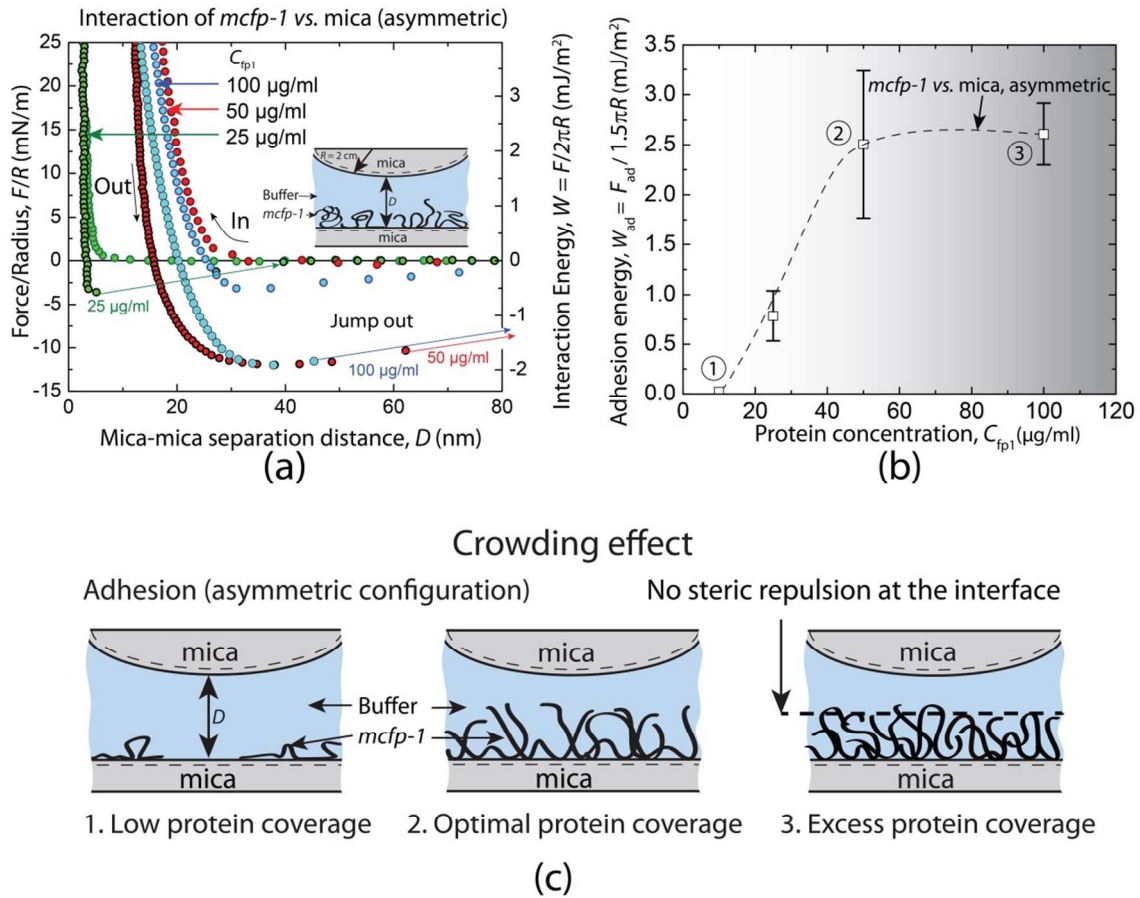 (a)
Interaction of mcfp-1 vs. mica (asymmetric)
Force/Radius, F/R (mN/m)
25
20
15
10
5
0
-5
-10
-15
C_fp1
100 µg/ml
50 µg/ml
25 µg/ml
Out
In
R = 2 cm
mica
Buffer
D
mcfp-1
mica
25 µg/ml
Jump out
100 µg/ml
50 µg/ml
3
2
1
0
-1
-2
Interaction Energy, W = F/2πR (mJ/m²)
0
20
40
60
80
Mica-mica separation distance, D (nm)
(a)
Adhesion energy, W_ad = F_ad / 1.5πR (mJ/m²)
3.5
3.0
2.5
2.0
1.5
1.0
0.5
0.0
mcfp-1 vs. mica, asymmetric
1
2
3
0
20
40
60
80
100
120
Protein concentration, C_fp1 (µg/ml)
(b)
Crowding effect
Adhesion (asymmetric configuration)
No steric repulsion at the interface
mica
mica
mica
D
Buffer
mcfp-1
mica
mica
mica
1. Low protein coverage
2. Optimal protein coverage
3. Excess protein coverage
(c)